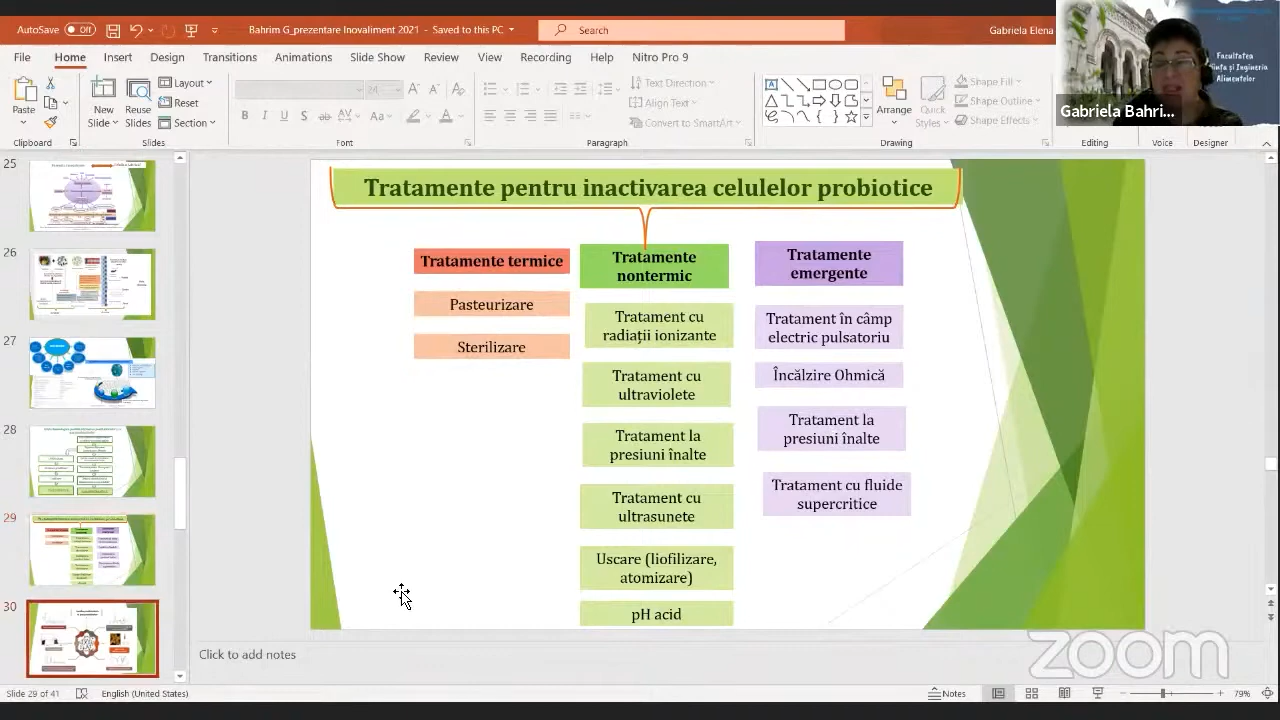 AutoSave Off Bahrim G_prezentare Inovaliment 2021 - Saved to this PC Search Gabriela Elena
File Home Insert Design Transitions Animations Slide Show Review View Recording Help Nitro Pro 9
Paste
New
Slide
Reuse
Slides
Layout
Reset
Section
Text Direction
Align Text
Convert to SmartArt
Arrange
Quick
Styles
Shape Fill
Shape Outline
Shape Effects
Clipboard Slides Font Paragraph Drawing Editing Voice Designer
Facultatea
Alimentelor
Gabriela Bahri...
25
26
27
28
29
30
Tratamente pentru inactivarea celulelor probiotice
Tratamente termice
Pasteurizare
Sterilizare
Tratamente
nontermic
Tratament cu
radiații ionizante
Tratament cu
ultraviolete
Tratament la
presiuni înalte
Tratament cu
ultrasunete
Uscare (liofilizare,
atomizare)
pH acid
Tratamente
emergente
Tratament în câmp
electric pulsatoriu
Încălzire Ohmică
Tratament la
presiuni înalte
Tratament cu fluide
supercritice
Click to add notes
zoom
Slide 29 of 41 English (United States) Notes 79%